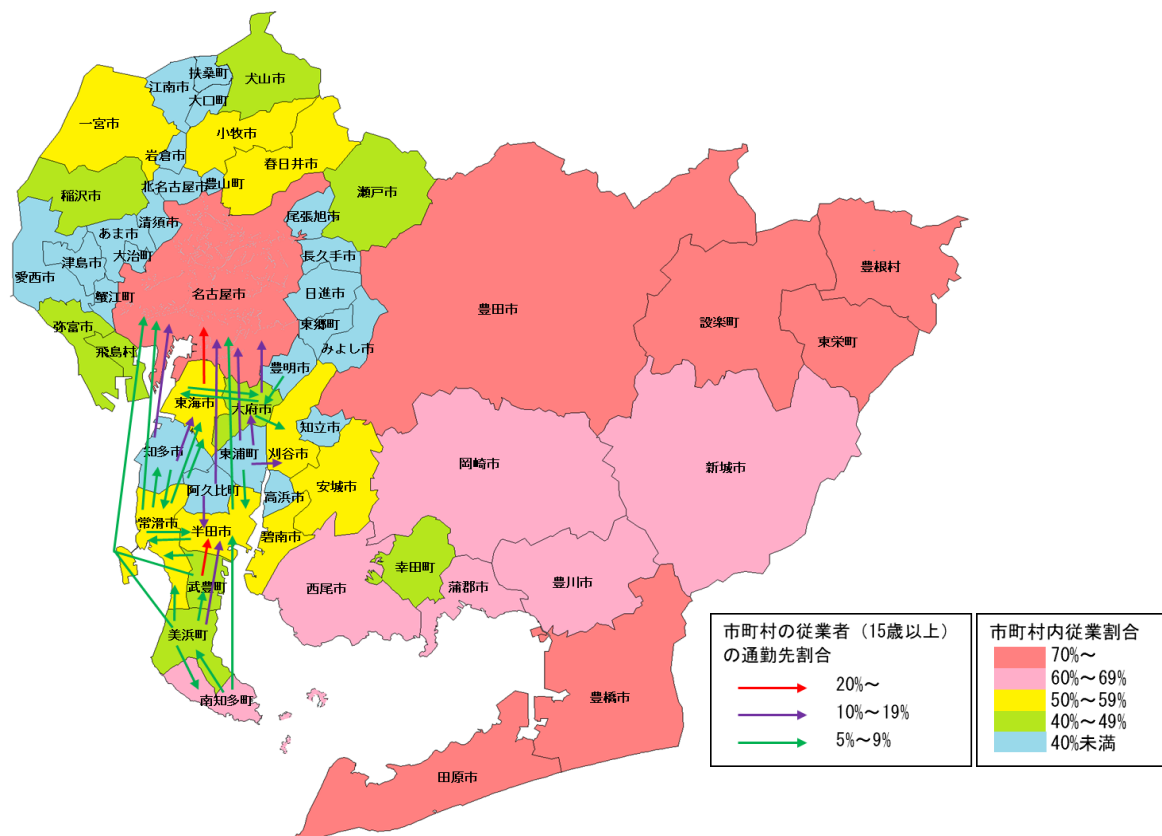 扶桑町
犬山市
江南市
大口町
一宮市
小牧市
岩倉市
春日井市
北名古屋市
豊山町
瀬戸市
稲沢市
清須市
尾張旭市
あま市
大治町
津島市
長久手市
愛西市
蟹江町
名古屋市
日進市
豊田市
豊根村
設楽町
東栄町
弥富市
東郷町
みよし市
飛島村
豊明市
東海市
大府市
知立市
知多市
東浦町
刈谷市
岡崎市
新城市
阿久比町
高浜市
安城市
常滑市
半田市
碧南市
武豊町
西尾市
幸田町
蒲郡市
豊川市
美浜町
南知多町
豊橋市
田原市
市町村の従業者（15歳以上）
の通勤先割合
20%～
10%～19%
5%～9%
市町村内従業割合
70%～
60%～69%
50%～59%
40%～49%
40%未満